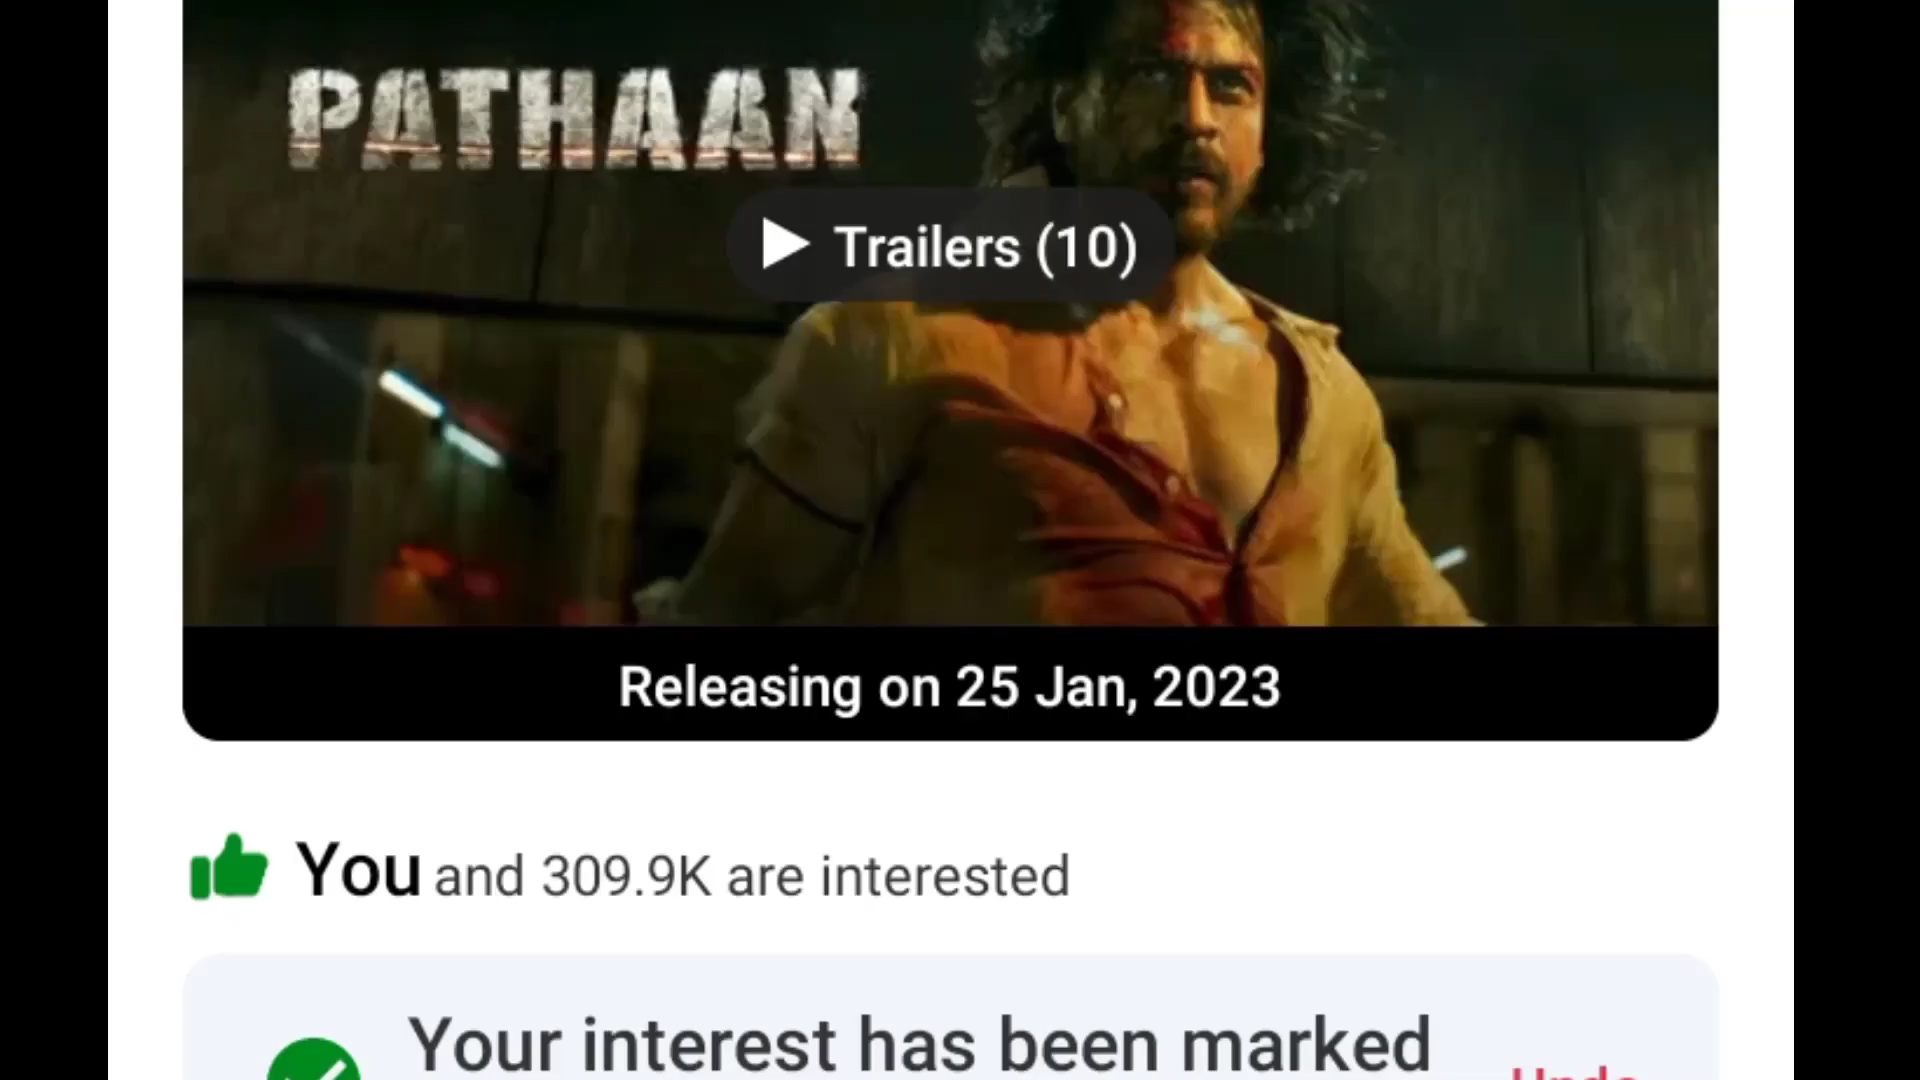 PATHAAN
Trailers (10)
Releasing on 25 Jan, 2023
You and 309.9K are interested
Your interest has been marked
Undo